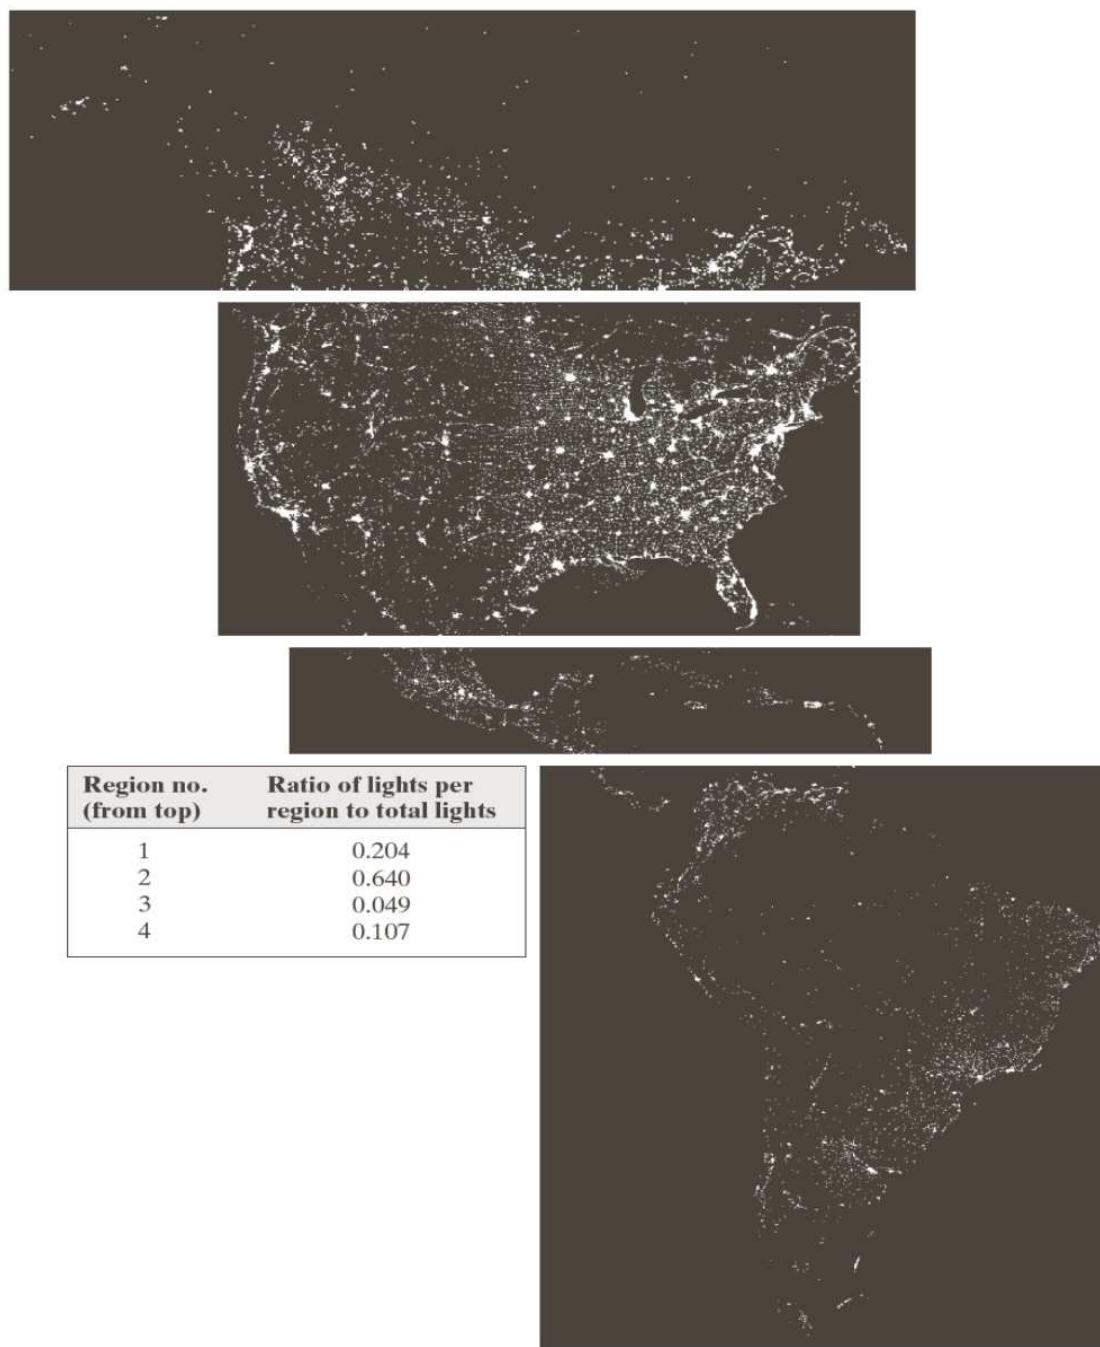 Region no. Ratio of lights per
(from top) region to total lights
1 0.204
2 0.640
3 0.049
4 0.107